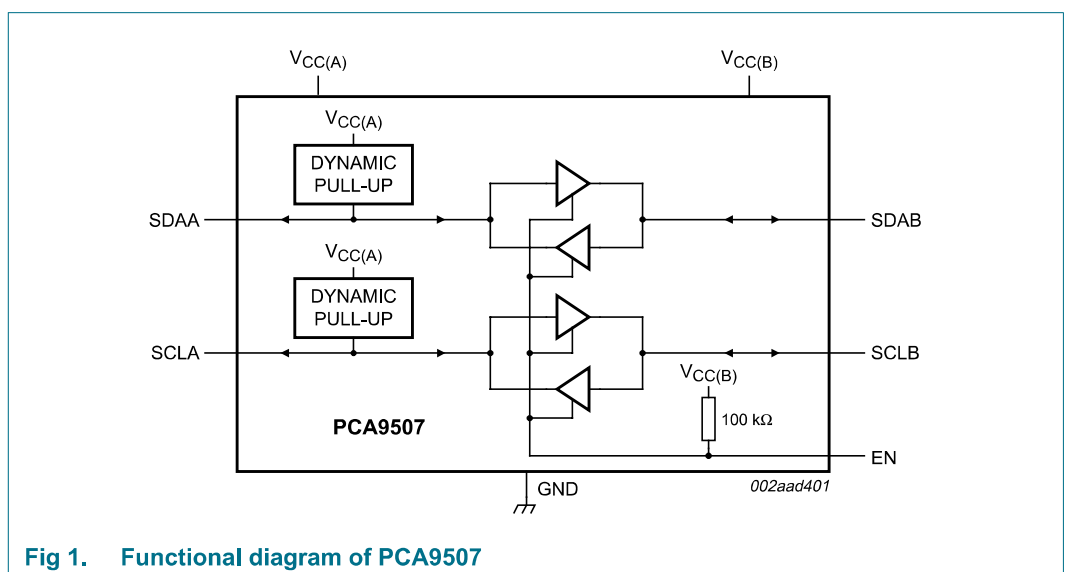 VCC(A)
VCC(B)
VCC(A)
DYNAMIC
PULL-UP
SDAA
SDAB
VCC(A)
DYNAMIC
PULL-UP
SCLA
SCLB
VCC(B)
100 kΩ
PCA9507
EN
GND
002aad401
Fig 1. Functional diagram of PCA9507